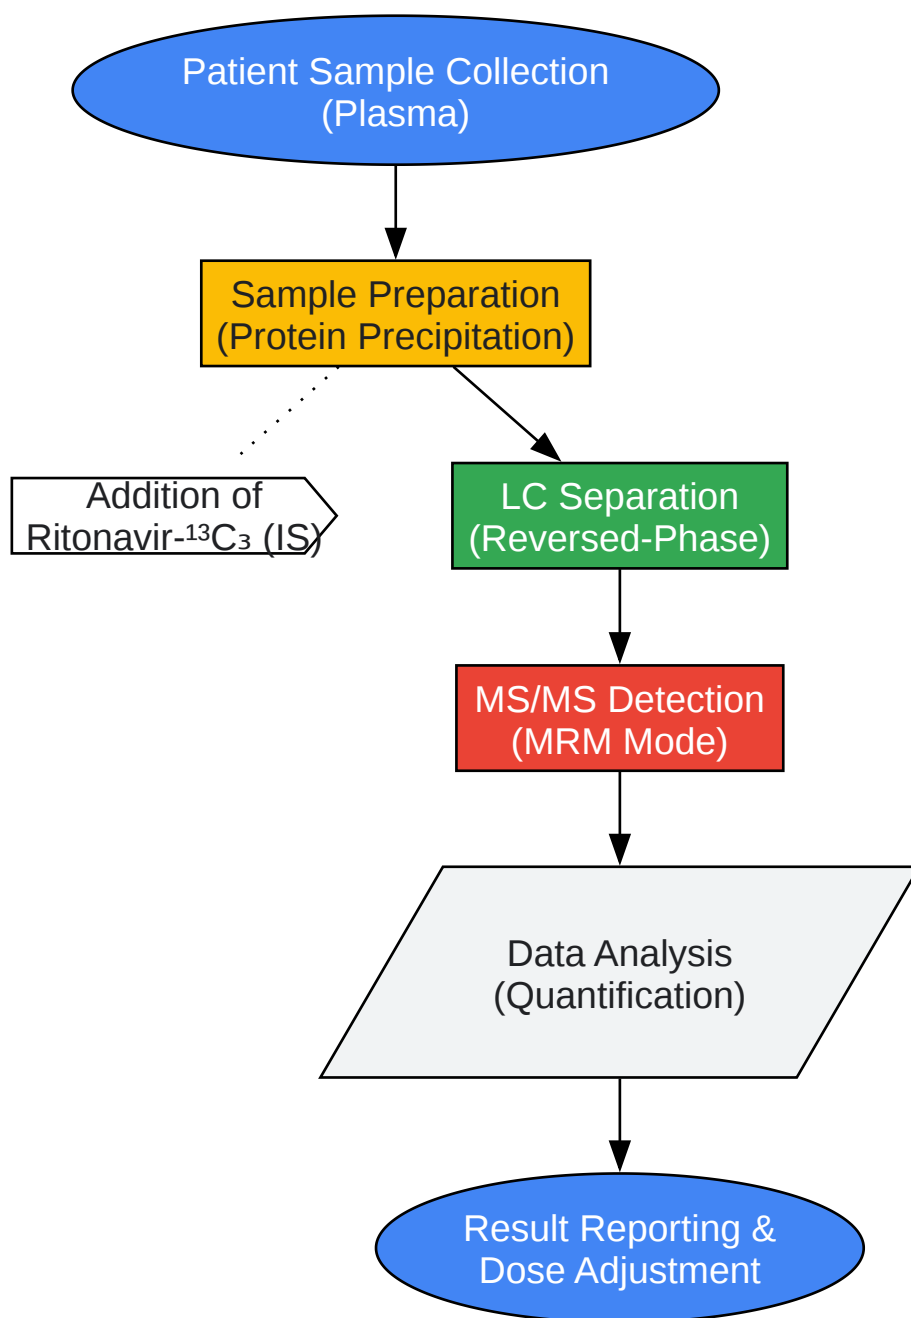 Patient Sample Collection
(Plasma)
Sample Preparation
(Protein Precipitation)
Addition of
Ritonavir-¹³C₃ (IS)
LC Separation
(Reversed-Phase)
MS/MS Detection
(MRM Mode)
Data Analysis
(Quantification)
Result Reporting &
Dose Adjustment